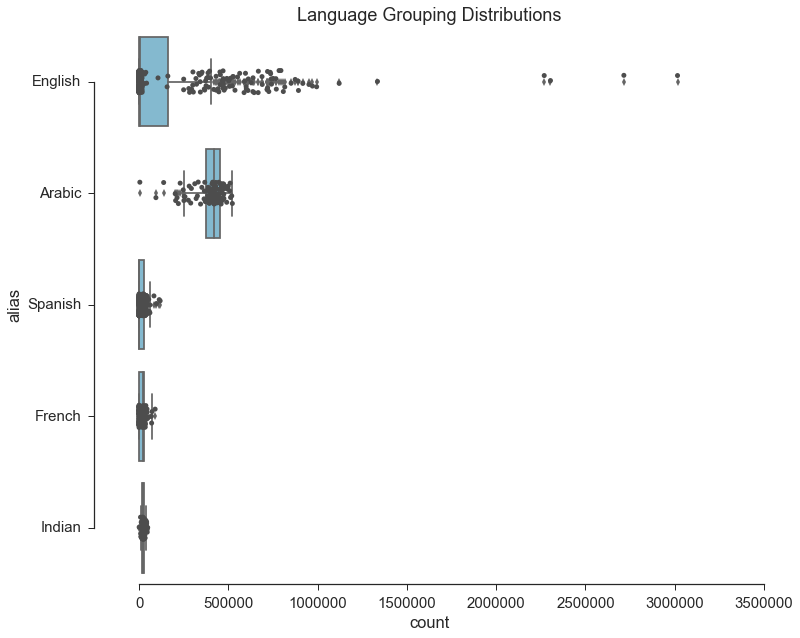 Language Grouping Distributions
English
Arabic
Spanish
French
Indian
alias
0 500000 1000000 1500000 2000000 2500000 3000000 3500000
count